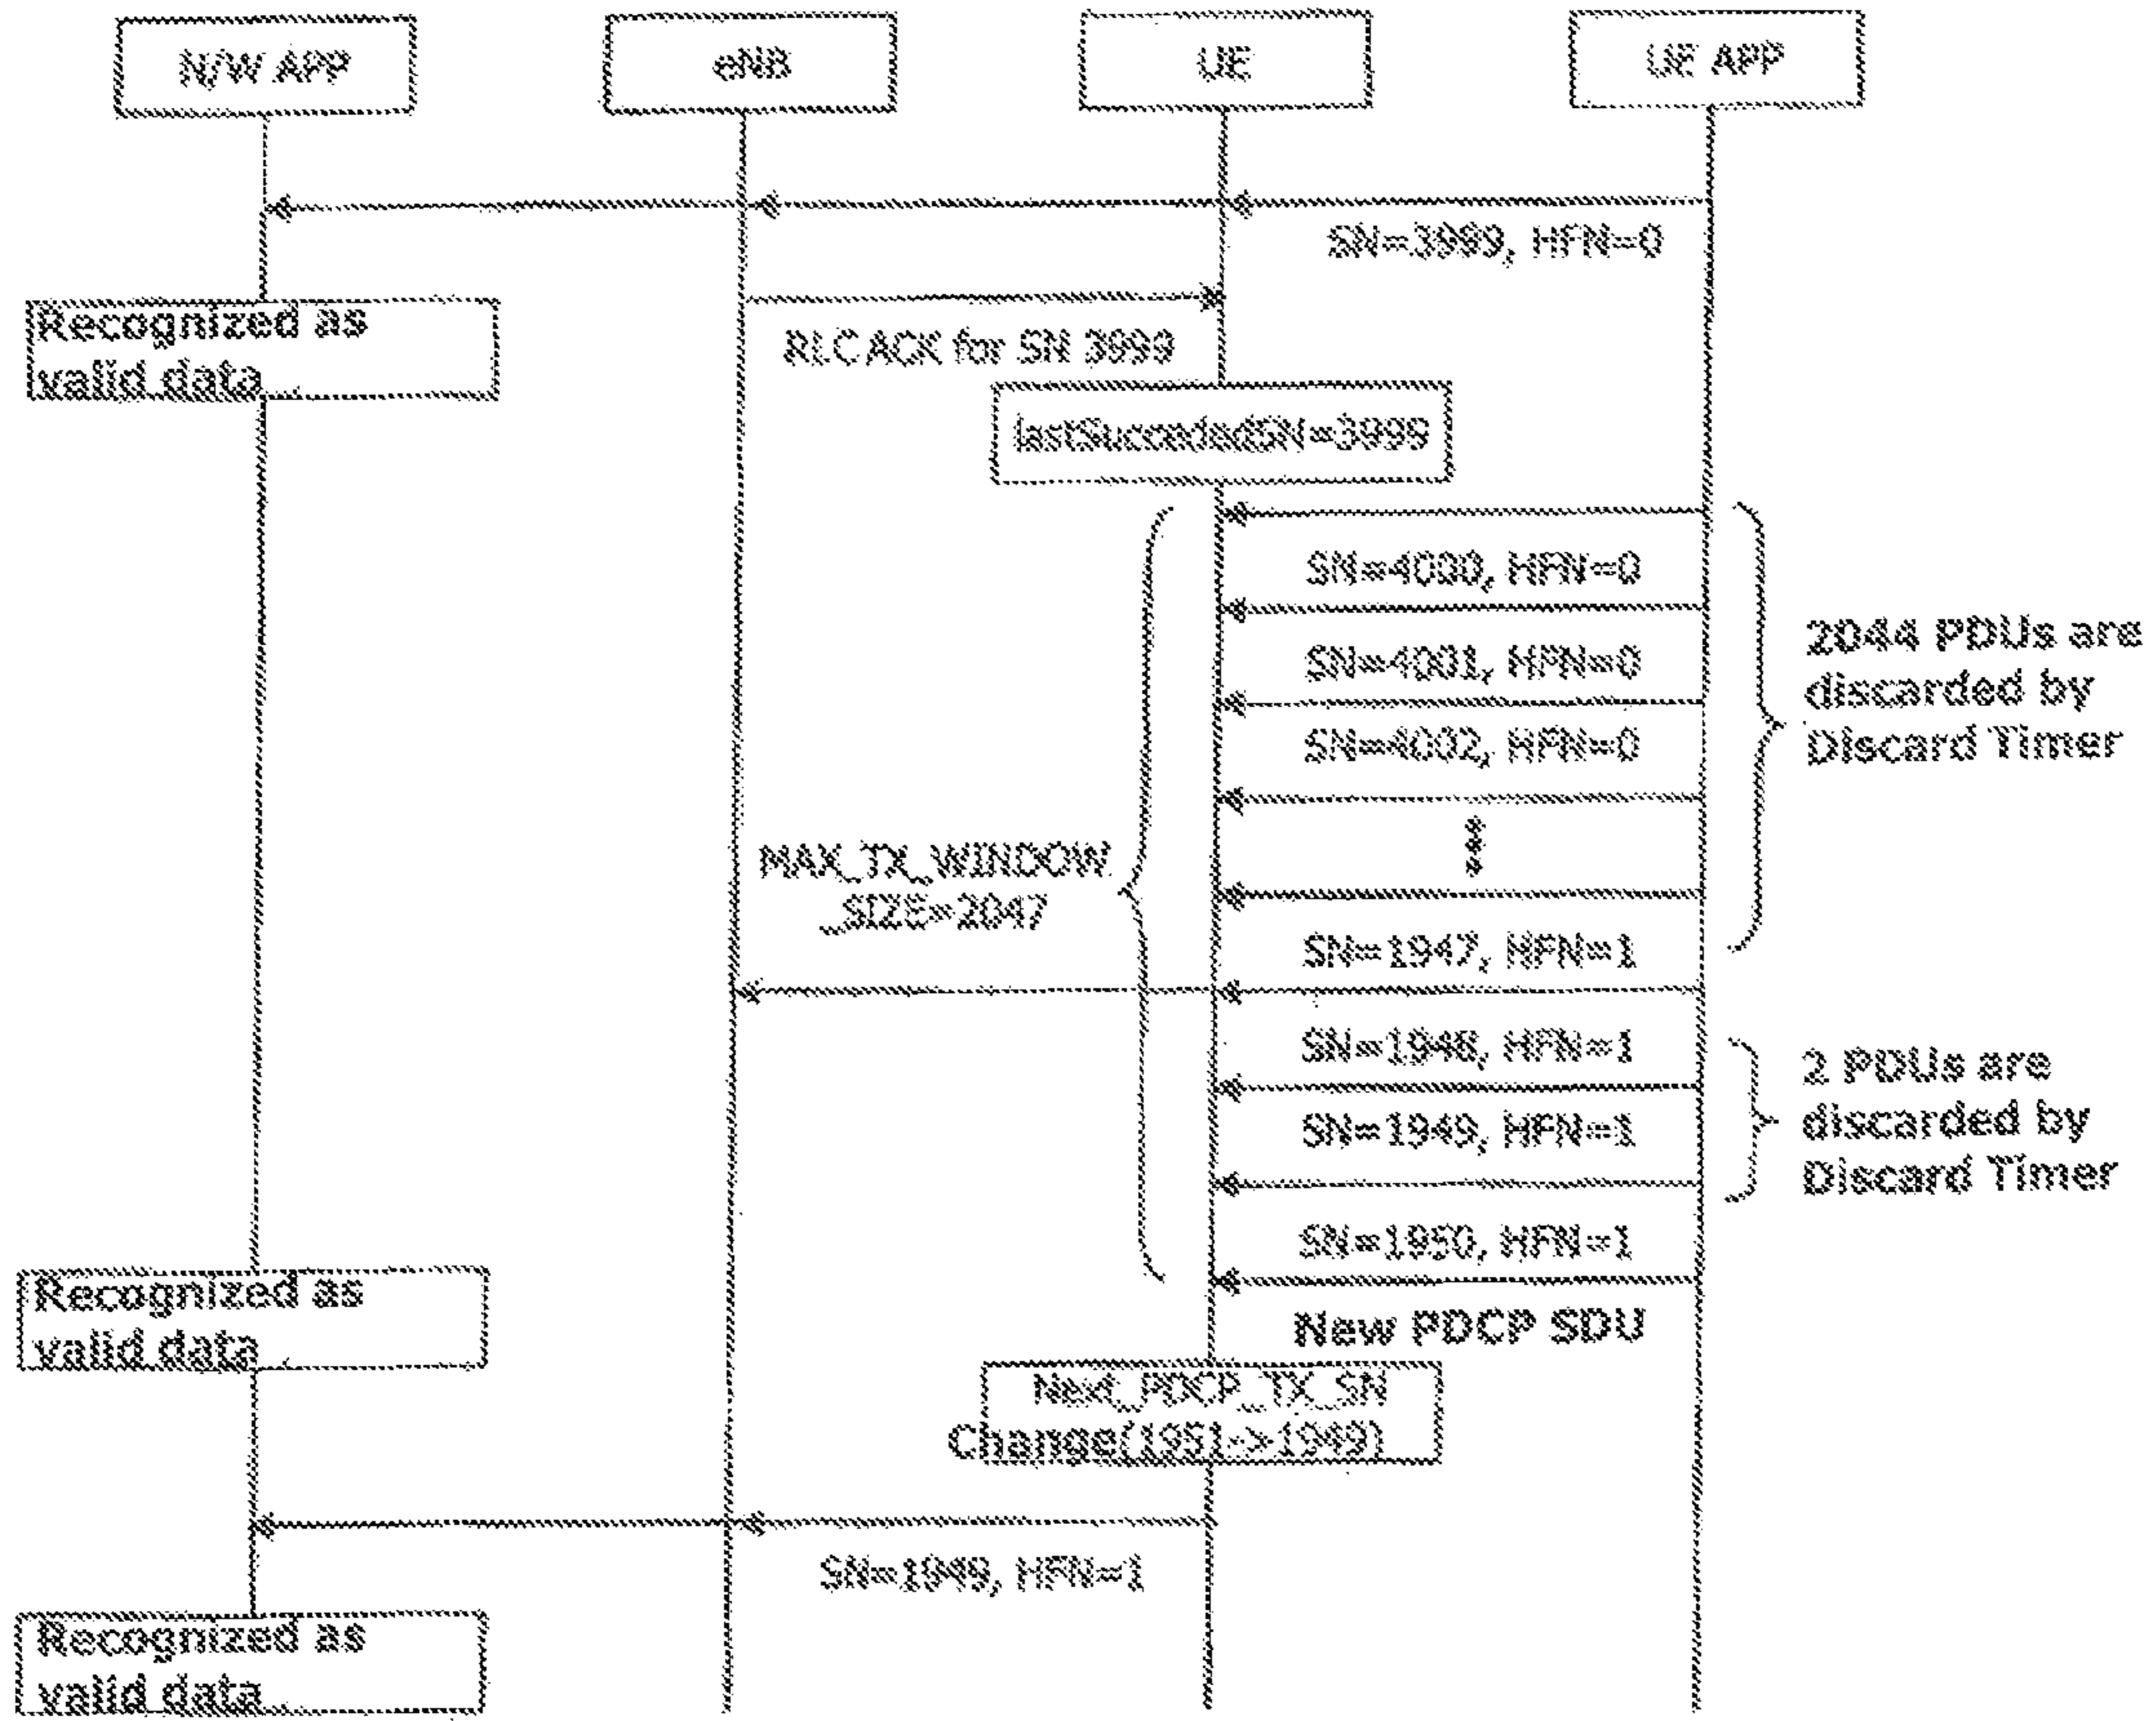 N/W APP
eNB
UE
UE APP
SN=3999, HFN=0
Recognized as
valid data
RLC ACK for SN 3999
lastSuccededSN=3999
SN=4000, HFN=0
SN=4001, HFN=0
SN=4002, HFN=0
2044 PDUs are
discarded by
Discard Timer
MAX_TX_WINDOW
_SIZE=2047
SN=1947, HFN=1
SN=1948, HFN=1
SN=1949, HFN=1
2 PDUs are
discarded by
Discard Timer
SN=1950, HFN=1
Recognized as
valid data
New PDCP SDU
Next_PDCP_TX_SN
Change(1951->1949)
SN=1949, HFN=1
Recognized as
valid data